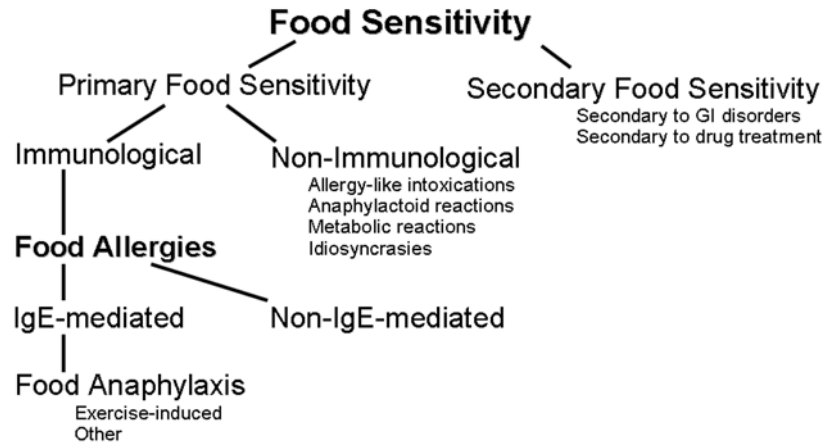 Food Sensitivity
Primary Food Sensitivity
Secondary Food Sensitivity
Secondary to GI disorders
Secondary to drug treatment
Immunological
Non-Immunological
Allergy-like intoxications
Anaphylactoid reactions
Metabolic reactions
Idiosyncrasies
Food Allergies
IgE-mediated
Non-IgE-mediated
Food Anaphylaxis
Exercise-induced
Other